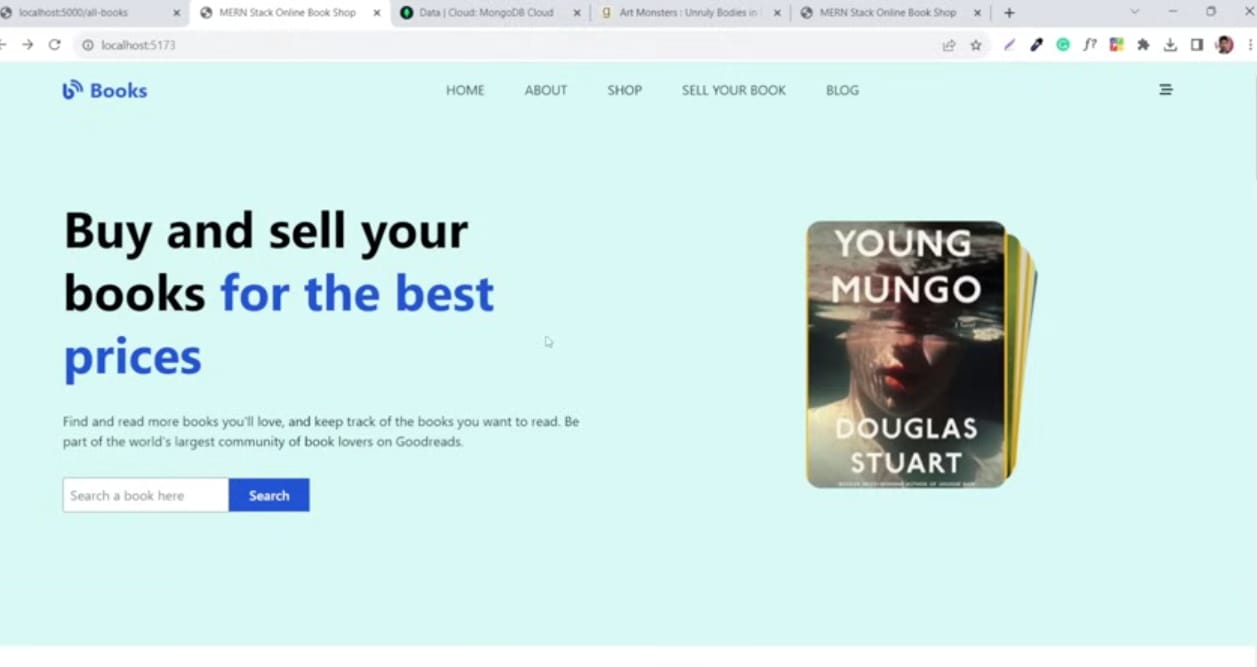 localhost:5000/all-books
MERN Stack Online Book Shop
Data | Cloud: MongoDB Cloud
Art Monsters : Unruly Bodies in
MERN Stack Online Book Shop
localhost:5173
f?
Books
HOME
ABOUT
SHOP
SELL YOUR BOOK
BLOG
Buy and sell your
books for the best
prices
Find and read more books you'll love, and keep track of the books you want to read. Be
part of the world's largest community of book lovers on Goodreads.
Search a book here
Search
YOUNG
MUNGO
DOUGLAS
STUART